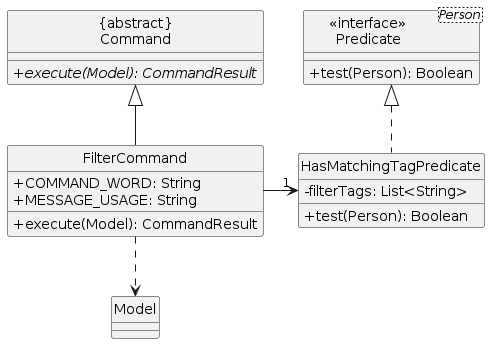 {abstract}
Command
+execute(Model): CommandResult
«interface»
Predicate
Person
+test(Person): Boolean
FilterCommand
+COMMAND_WORD: String
+MESSAGE_USAGE: String
+execute(Model): CommandResult
1
HasMatchingTagPredicate
-filterTags: List<String>
+test(Person): Boolean
Model